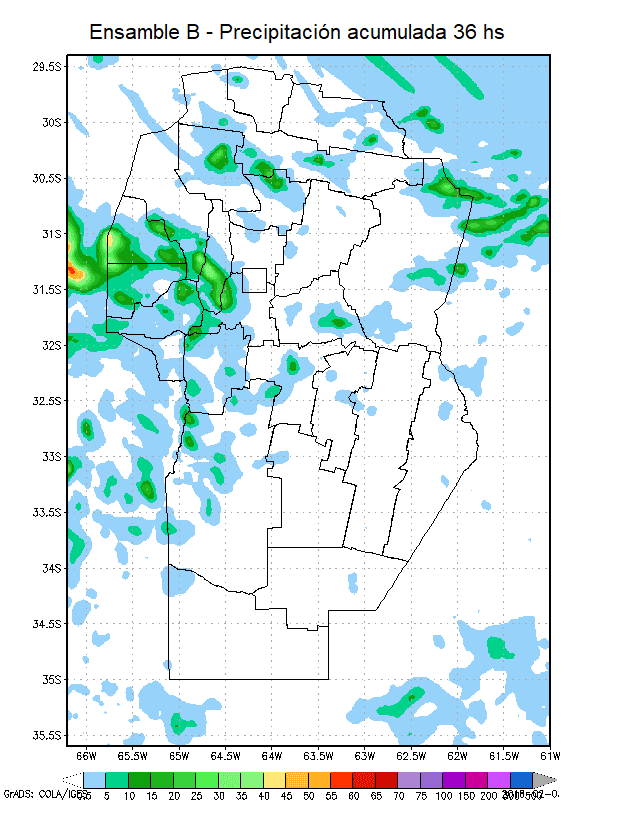 Ensamble B - Precipitación acumulada 36 hs
29.5S
30S
30.5S
31S
31.5S
32S
32.5S
33S
33.5S
34S
34.5S
35S
35.5S
66W 65.5W 65W 64.5W 64W 63.5W 63W 62.5W 62W 61.5W 61W
5 10 15 20 25 30 35 40 45 50 55 60 65 70 75 95 100 150 200
GrADS: COLA/IGES